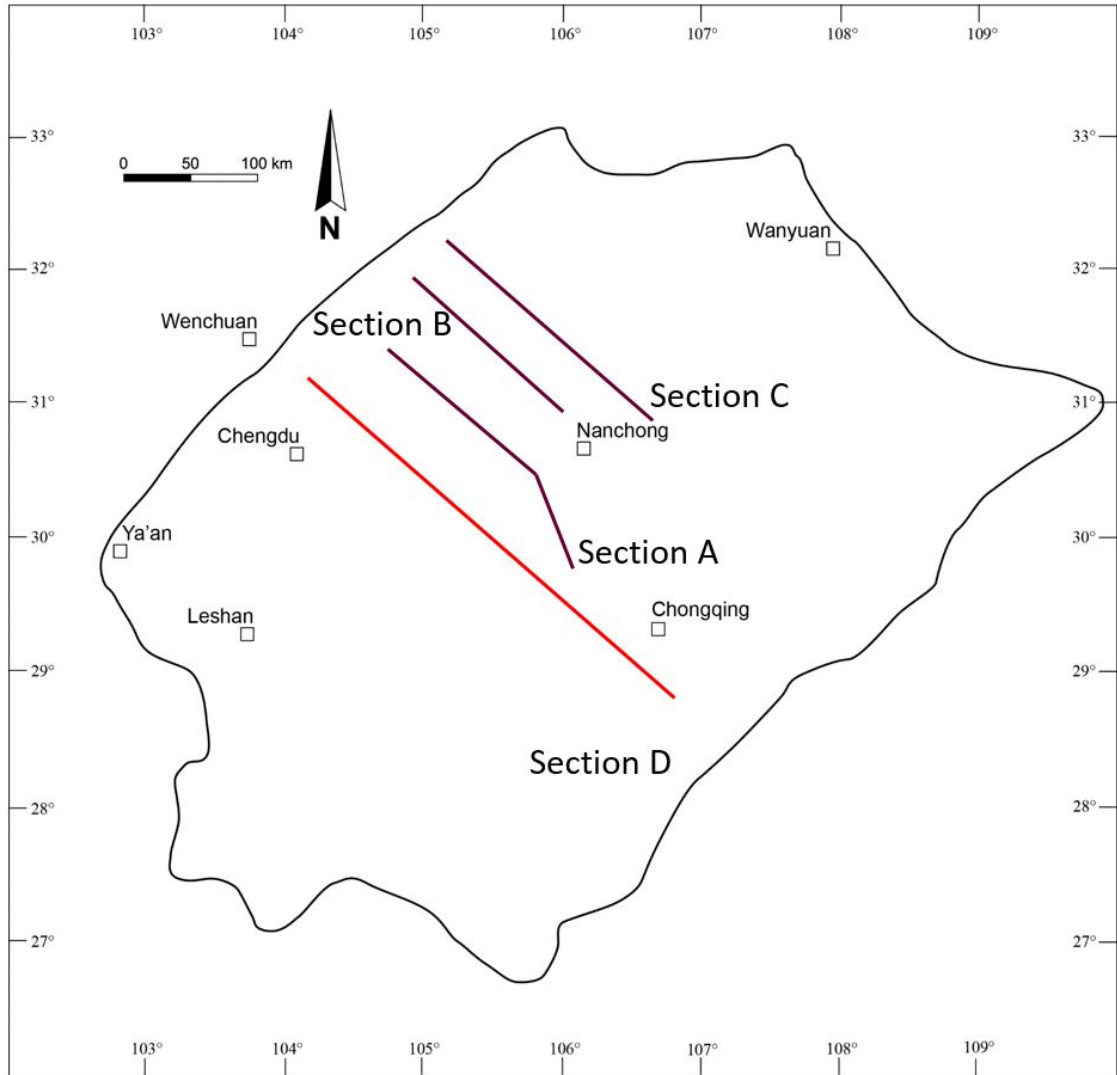 103° 104° 105° 106° 107° 108° 109°
33° 33°
0 50 100 km
N
Wanyuan
32° 32°
Wenchuan
Section B
31° Section C 31°
Nanchong
Chengdu
30° Ya’an 30°
Section A
Leshan Chongqing
29° 29°
Section D
28° 28°
27° 27°
103° 104° 105° 106° 107° 108° 109°